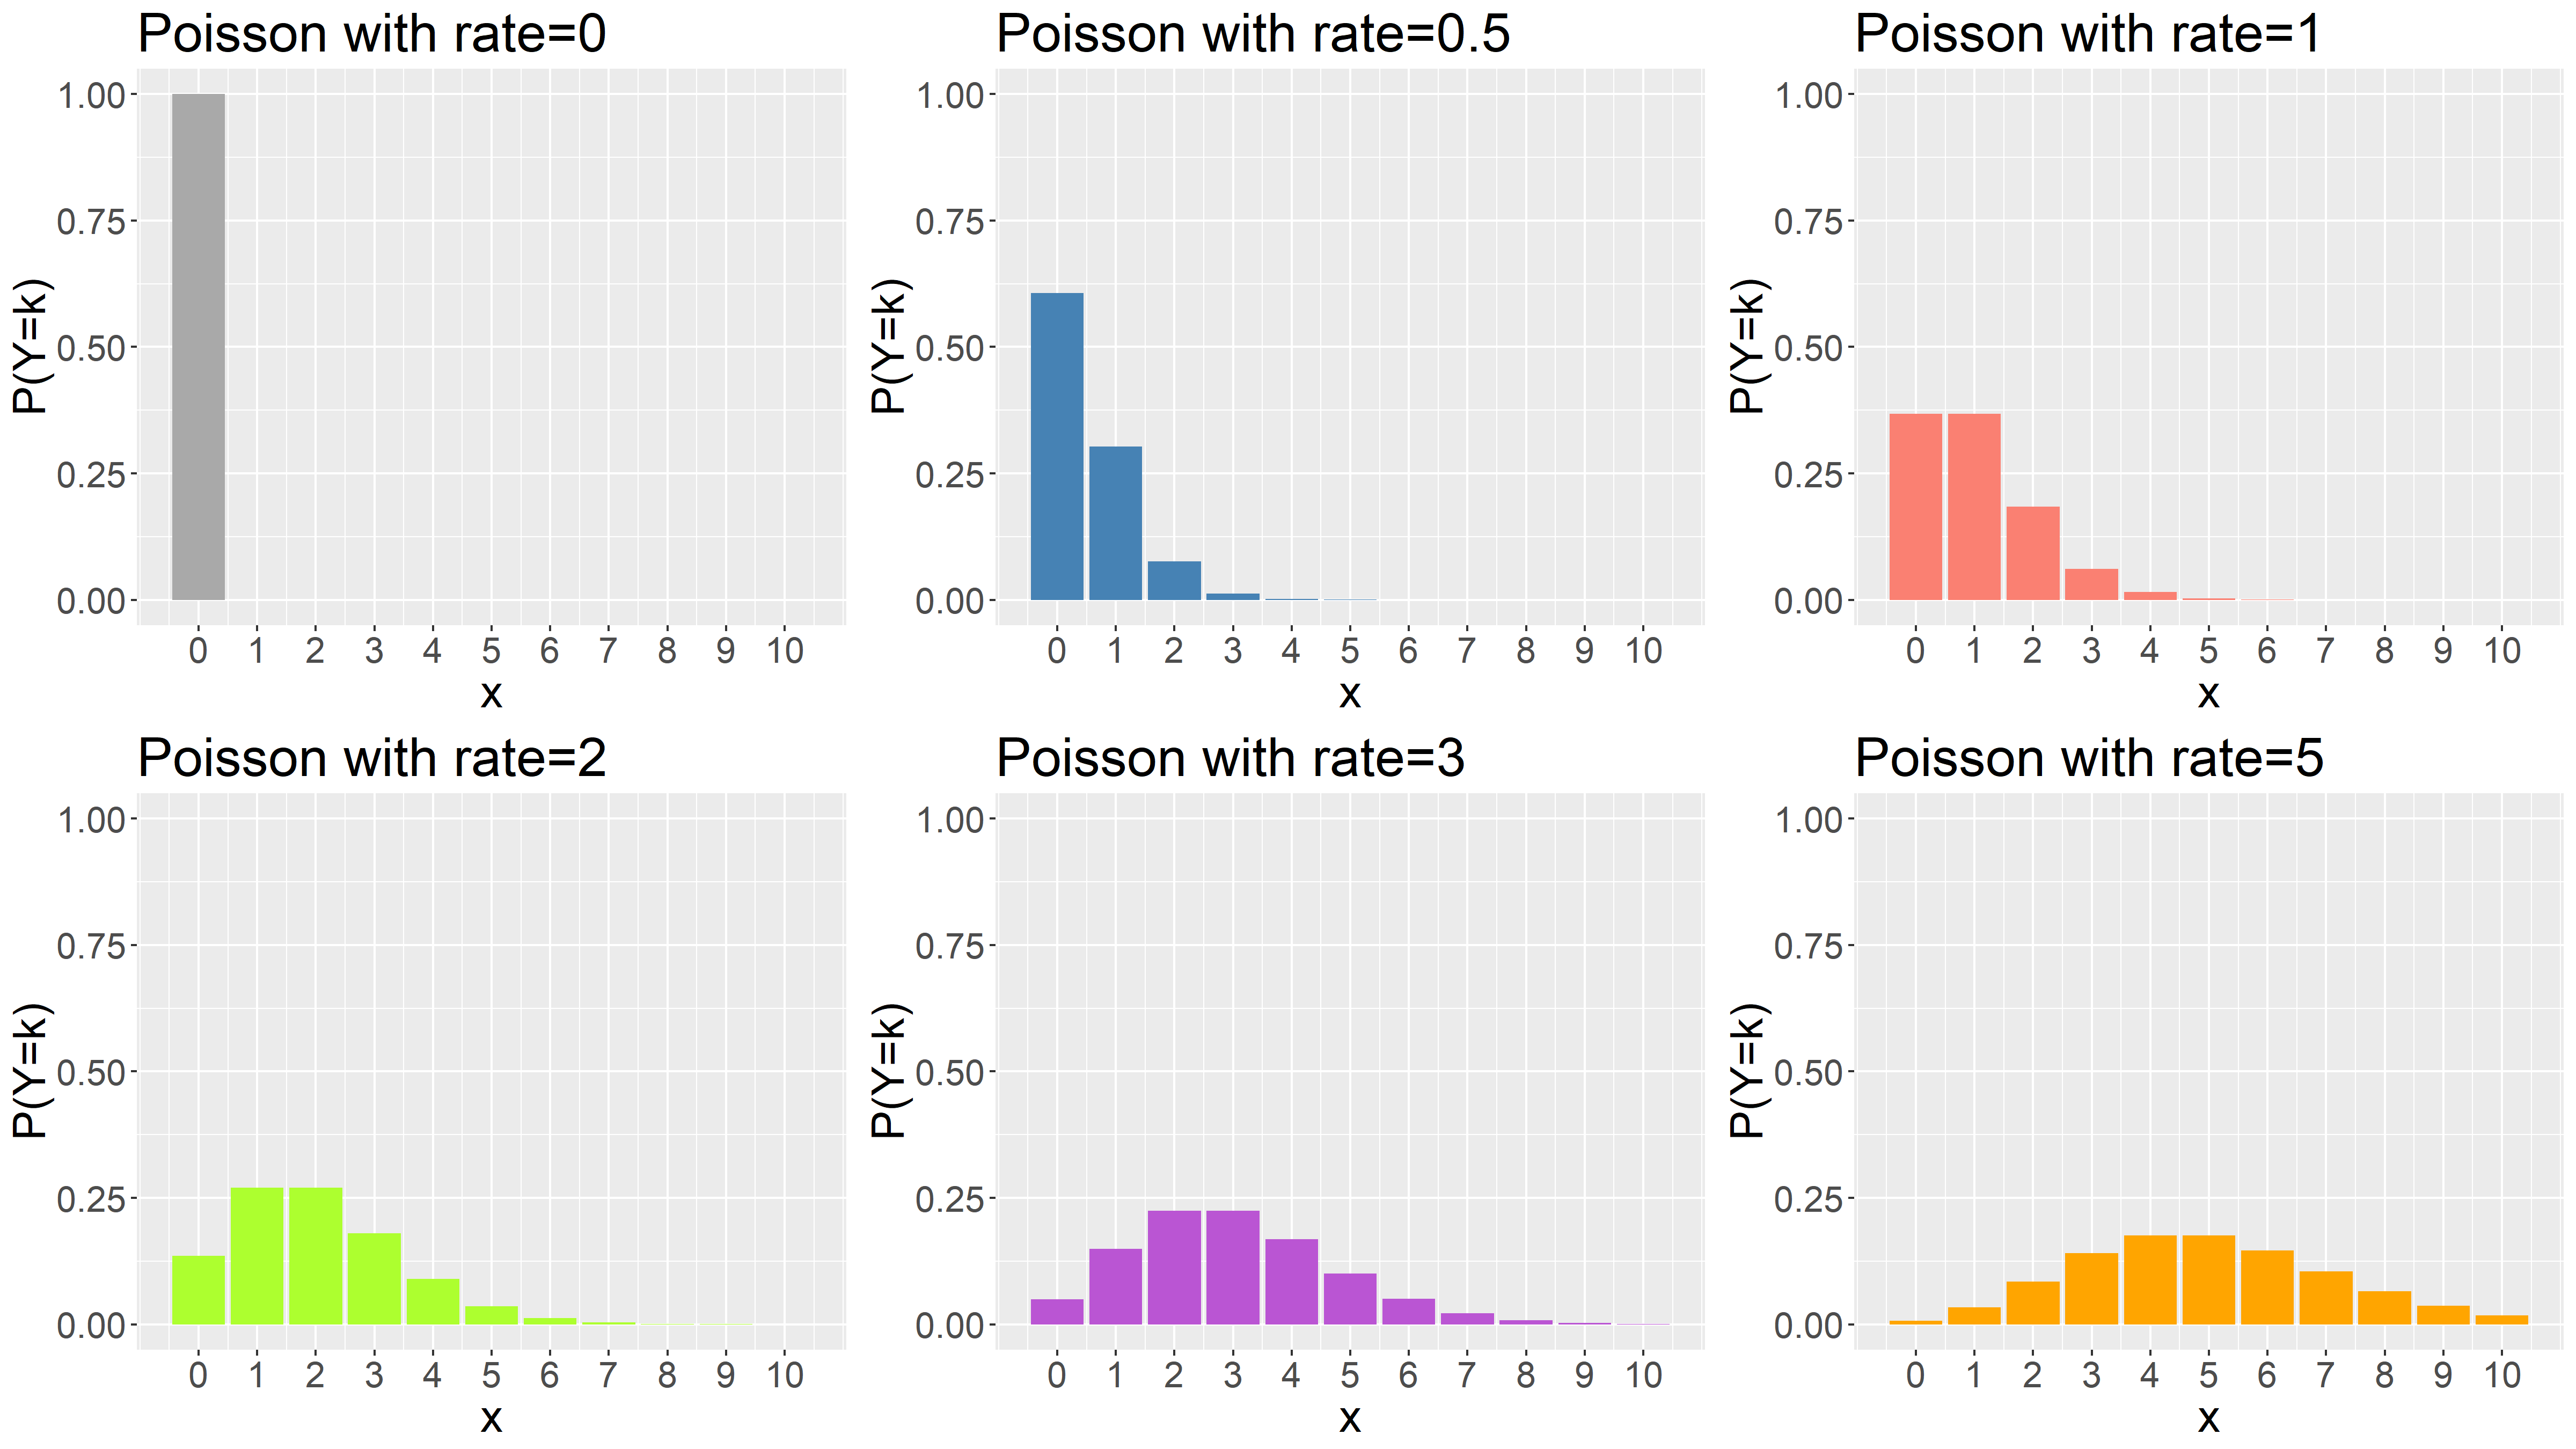 Poisson with rate=0
1.00
0.75
0.50
0.25
0.00
P(Y=k)
0 1 2 3 4 5 6 7 8 9 10
x
Poisson with rate=0.5
1.00
0.75
0.50
0.25
0.00
P(Y=k)
0 1 2 3 4 5 6 7 8 9 10
x
Poisson with rate=1
1.00
0.75
0.50
0.25
0.00
P(Y=k)
0 1 2 3 4 5 6 7 8 9 10
x
Poisson with rate=2
1.00
0.75
0.50
0.25
0.00
P(Y=k)
0 1 2 3 4 5 6 7 8 9 10
x
Poisson with rate=3
1.00
0.75
0.50
0.25
0.00
P(Y=k)
0 1 2 3 4 5 6 7 8 9 10
x
Poisson with rate=5
1.00
0.75
0.50
0.25
0.00
P(Y=k)
0 1 2 3 4 5 6 7 8 9 10
x